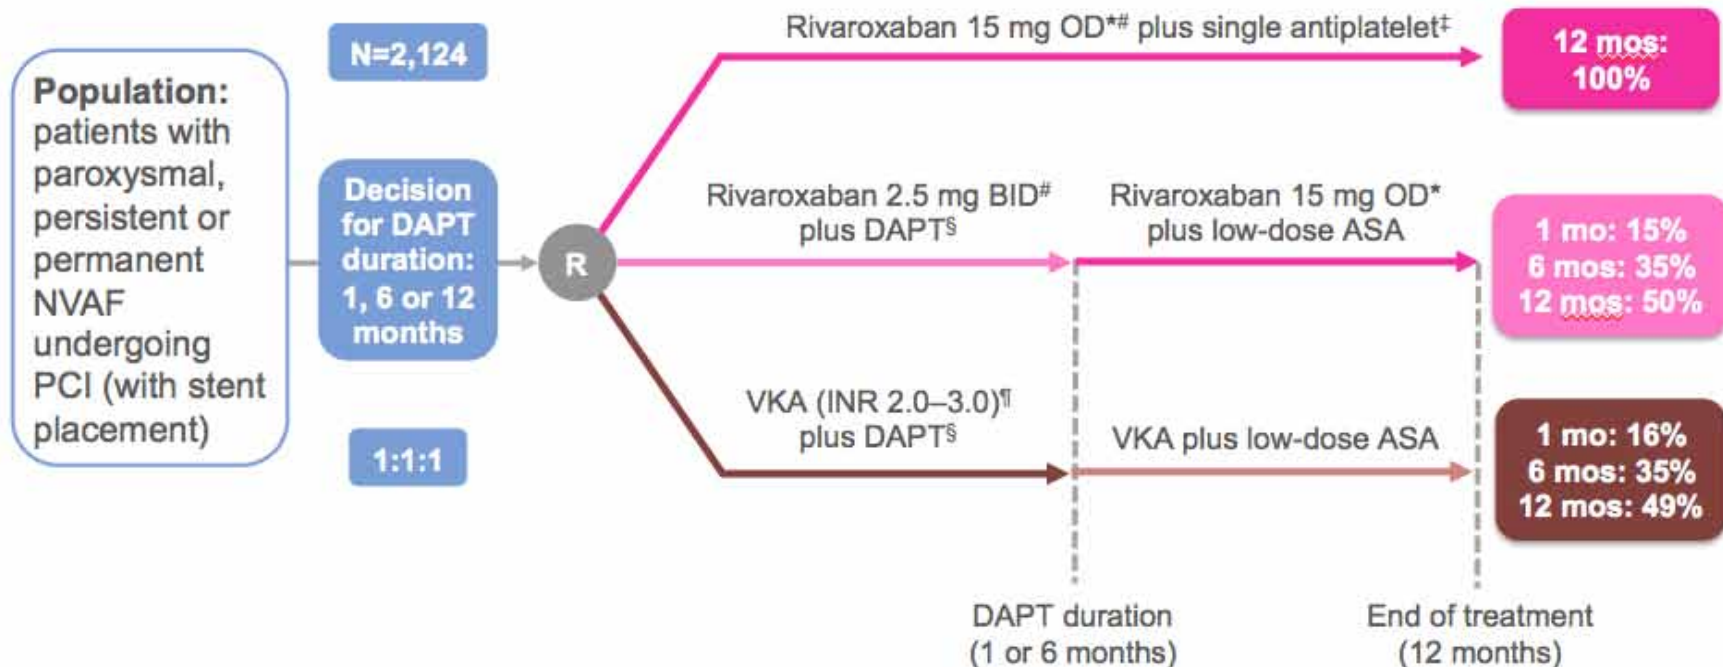 Population:
patients with
paroxysmal,
persistent or
permanent
NVAF
undergoing
PCI (with stent
placement)
N=2,124
Decision
for DAPT
duration:
1, 6 or 12
months
1:1:1
R
Rivaroxaban 15 mg OD*# plus single antiplatelet‡
12 mos:
100%
Rivaroxaban 2.5 mg BID#
plus DAPT§
Rivaroxaban 15 mg OD*
plus low-dose ASA
1 mo: 15%
6 mos: 35%
12 mos: 50%
VKA (INR 2.0–3.0)¶
plus DAPT§
VKA plus low-dose ASA
1 mo: 16%
6 mos: 35%
12 mos: 49%
DAPT duration
(1 or 6 months)
End of treatment
(12 months)